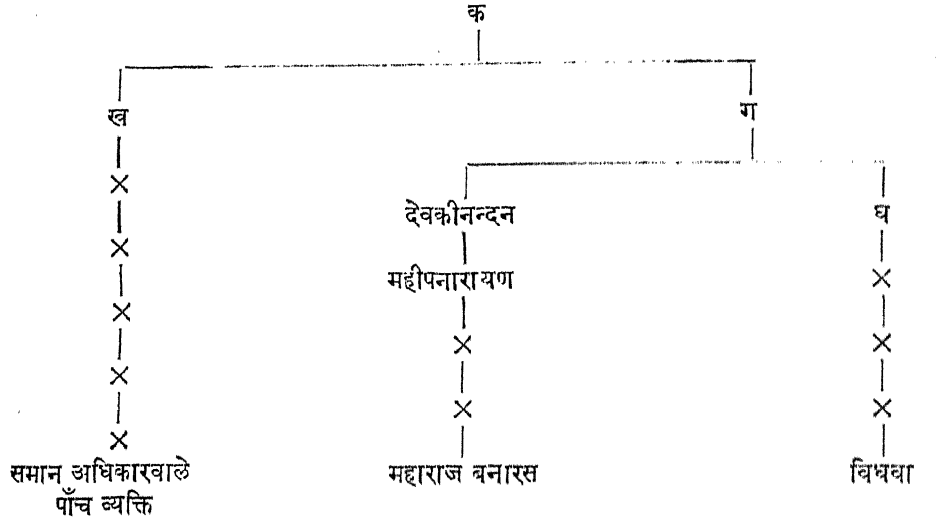 क
ख ग
देवकीनन्दन घ
महीपनारायण
समान अधिकारवाले महाराज बनारस विधवा
पाँच व्यक्ति